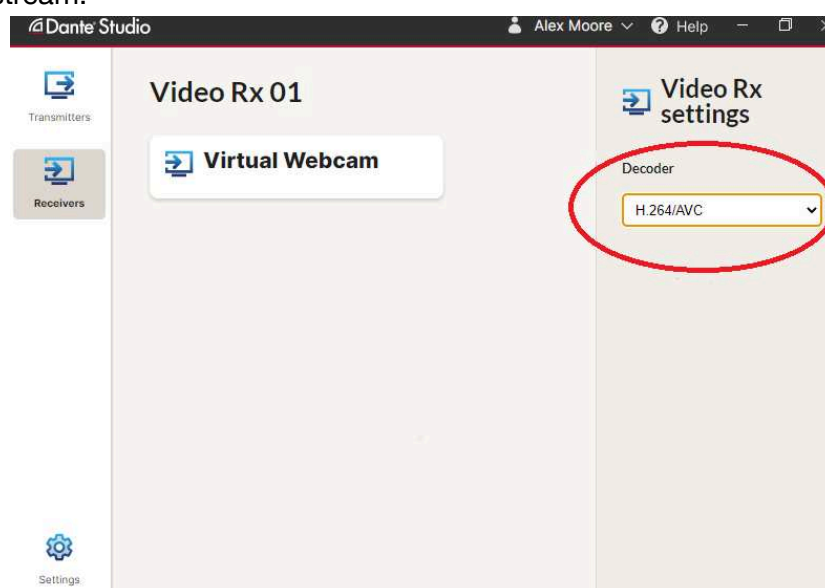 stream.
Dante Studio
Alex Moore
Help
Transmitters
Receivers
Settings
Video Rx 01
Virtual Webcam
Video Rx
settings
Decoder
H.264/AVC